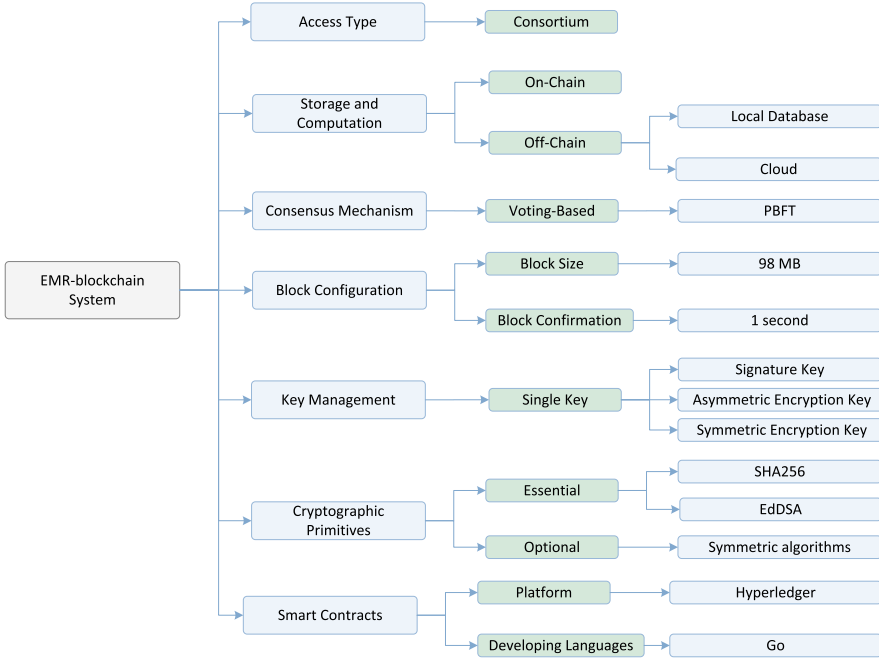 EMR-blockchain
System
Access Type
Consortium
Storage and
Computation
On-Chain
Off-Chain
Local Database
Cloud
Consensus Mechanism
Voting-Based
PBFT
Block Configuration
Block Size
98 MB
Block Confirmation
1 second
Key Management
Single Key
Signature Key
Asymmetric Encryption Key
Symmetric Encryption Key
Cryptographic
Primitives
Essential
SHA256
EdDSA
Optional
Symmetric algorithms
Smart Contracts
Platform
Hyperledger
Developing Languages
Go